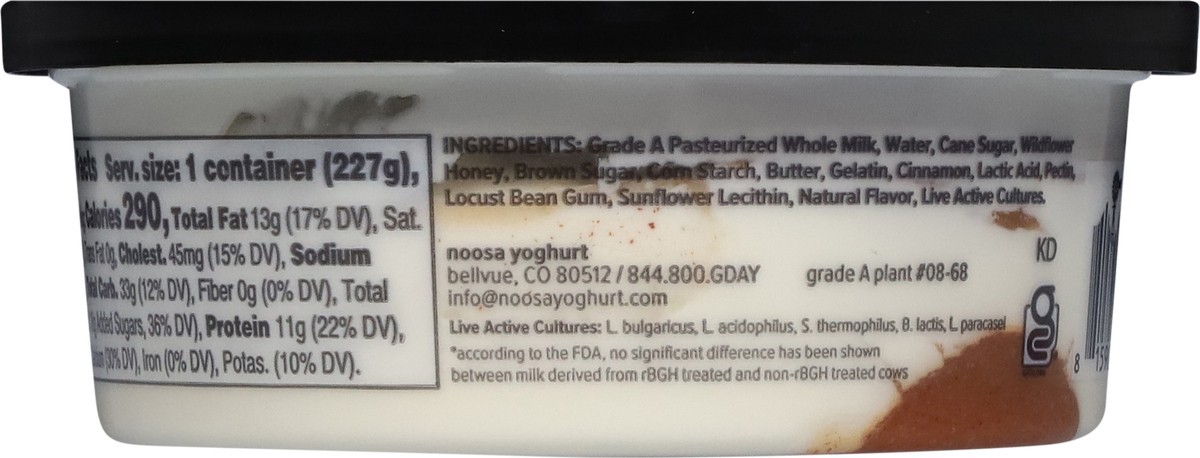 Facts Serv. size: 1 container (227g),
Calories 290, Total Fat 13g (17% DV), Sat.
Fat 0g, Cholest. 45mg (15% DV), Sodium
Carb. 33g (12% DV), Fiber 0g (0% DV), Total
Added Sugars, 36% DV), Protein 11g (22% DV),
(30% DV), Iron (0% DV), Potas. (10% DV).
INGREDIENTS: Grade A Pasteurized Whole Milk, Water, Cane Sugar, Wildflower
Honey, Brown Sugar, Corn Starch, Butter, Gelatin, Cinnamon, Lactic Acid, Pectin,
Locust Bean Gum, Sunflower Lecithin, Natural Flavor, Live Active Cultures.
noosa yoghurt
bellvue, CO 80512 / 844.800.GDAY
info@noosayoghurt.com
grade A plant #08-68
KD
Live Active Cultures: L. bulgaricus, L. acidophilus, S. thermophilus, B. lactis, L. paracasei
*according to the FDA, no significant difference has been shown
between milk derived from rBGH treated and non-rBGH treated cows
8